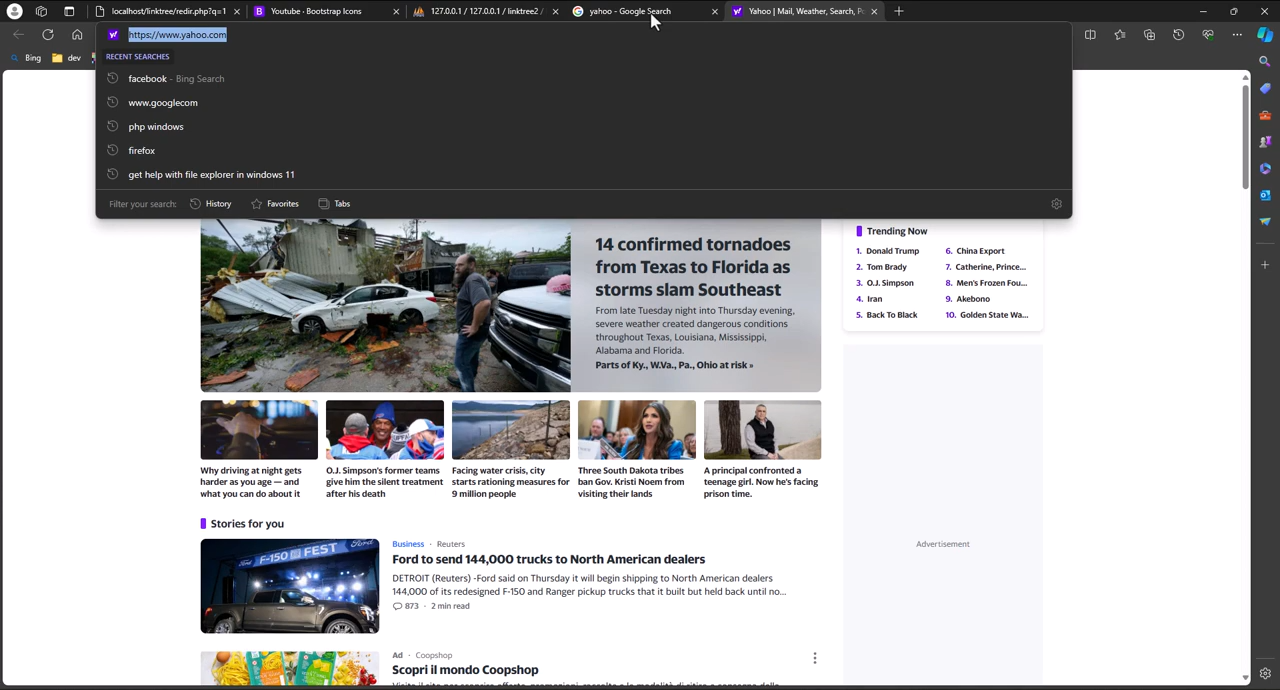 localhost/linktree/redir.php?q=1
Youtube · Bootstrap Icons
127.0.0.1 / 127.0.0.1 / linktree2 /
yahoo - Google Search
Yahoo | Mail, Weather, Search, Po
https://www.yahoo.com
Bing
dev
RECENT SEARCHES
facebook - Bing Search
www.googlecom
php windows
firefox
get help with file explorer in windows 11
Filter your search:
History
Favorites
Tabs
14 confirmed tornadoes
from Texas to Florida as
storms slam Southeast
From late Tuesday night into Thursday evening,
severe weather created dangerous conditions
throughout Texas, Louisiana, Mississippi,
Alabama and Florida.
Parts of Ky., W.Va., Pa., Ohio at risk »
Trending Now
1. Donald Trump
2. Tom Brady
3. O.J. Simpson
4. Iran
5. Back To Black
6. China Export
7. Catherine, Prince...
8. Men's Frozen Fou...
9. Akebono
10. Golden State Wa...
Why driving at night gets
harder as you age — and
what you can do about it
O.J. Simpson's former teams
give him the silent treatment
after his death
Facing water crisis, city
starts rationing measures for
9 million people
Three South Dakota tribes
ban Gov. Kristi Noem from
visiting their lands
A principal confronted a
teenage girl. Now he's facing
prison time.
Stories for you
F-150 FEST
Ford
Business · Reuters
Ford to send 144,000 trucks to North American dealers
DETROIT (Reuters) -Ford said on Thursday it will begin shipping to North American dealers
144,000 of its redesigned F-150 and Ranger pickup trucks that it built but held back until no...
873 · 2 min read
Advertisement
Ad · Coopshop
Scopri il mondo Coopshop